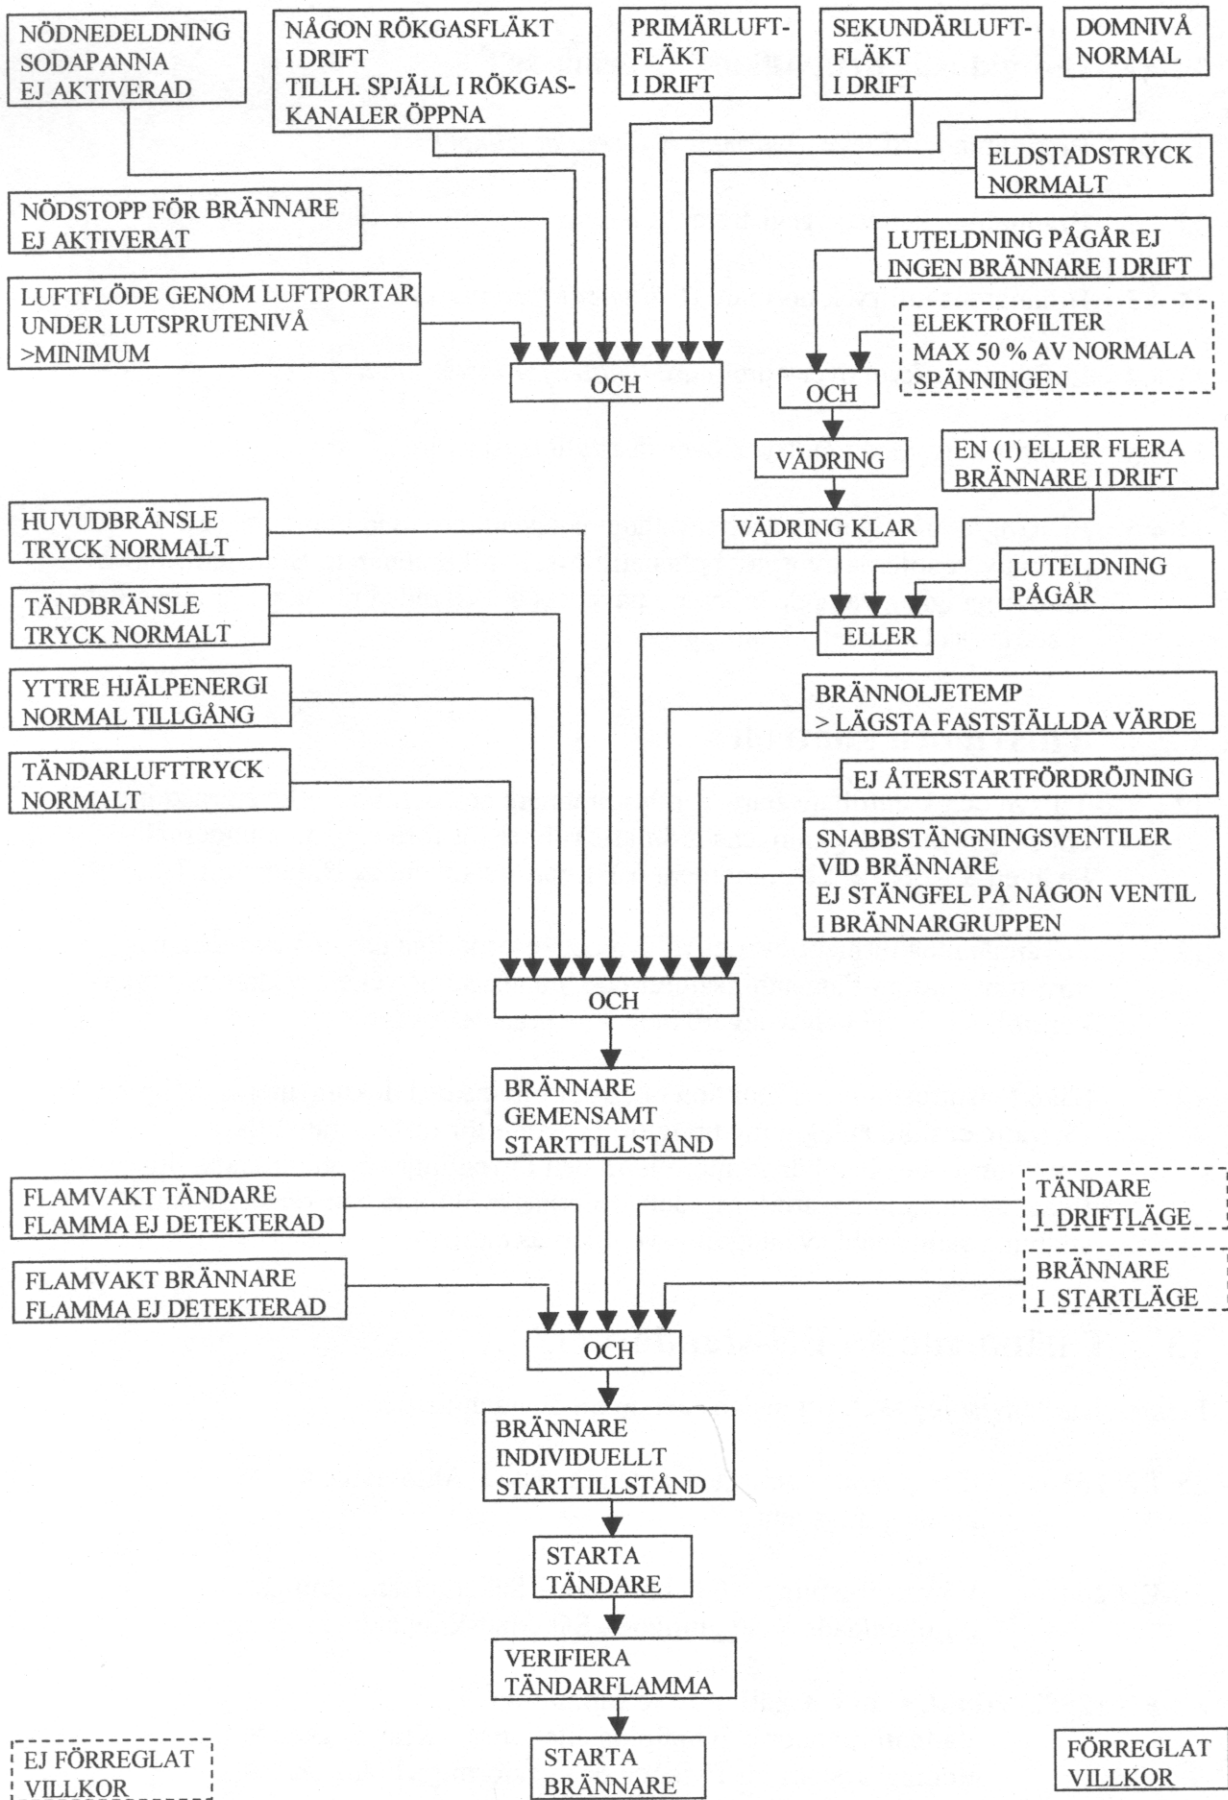 NÖDNEDELDNING
SODAPANNA
EJ AKTIVERAD
NÅGON RÖKGASFLÄKT
I DRIFT
TILLH. SPJÄLL I RÖKGAS-
KANALER ÖPPNA
PRIMÄRLUFT-
FLÄKT
I DRIFT
SEKUNDÄRLUFT-
FLÄKT
I DRIFT
DOMNIVÅ
NORMAL
ELDSTADSTRYCK
NORMALT
NÖDSTOPP FÖR BRÄNNARE
EJ AKTIVERAT
LUTELDNING PÅGÅR EJ
INGEN BRÄNNARE I DRIFT
LUFTFLÖDE GENOM LUFTPORTAR
UNDER LUTSPRUTENIVÅ
>MINIMUM
ELEKTROFILTER
MAX 50 % AV NORMALA
SPÄNNINGEN
OCH
OCH
VÄDRING
EN (1) ELLER FLERA
BRÄNNARE I DRIFT
HUVUDBRÄNSLE
TRYCK NORMALT
VÄDRING KLAR
LUTELDNING
PÅGÅR
TÄNDBRÄNSLE
TRYCK NORMALT
ELLER
YTTRE HJÄLPENERGI
NORMAL TILLGÅNG
BRÄNNOLJETEMP
> LÄGSTA FASTSTÄLLDA VÄRDE
TÄNDARLUFTTRYCK
NORMALT
EJ ÅTERSTARTFÖRDRÖJNING
SNABBSTÄNGNINGSVENTILER
VID BRÄNNARE
EJ STÄNGFEL PÅ NÅGON VENTIL
I BRÄNNARGRUPPEN
OCH
BRÄNNARE
GEMENSAMT
STARTTILLSTÅND
FLAMVAKT TÄNDARE
FLAMMA EJ DETEKTERAD
TÄNDARE
I DRIFTLÄGE
FLAMVAKT BRÄNNARE
FLAMMA EJ DETEKTERAD
BRÄNNARE
I STARTLÄGE
OCH
BRÄNNARE
INDIVIDUELLT
STARTTILLSTÅND
STARTA
TÄNDARE
VERIFIERA
TÄNDARFLAMMA
EJ FÖRREGLAT
VILLKOR
STARTA
BRÄNNARE
FÖRREGLAT
VILLKOR